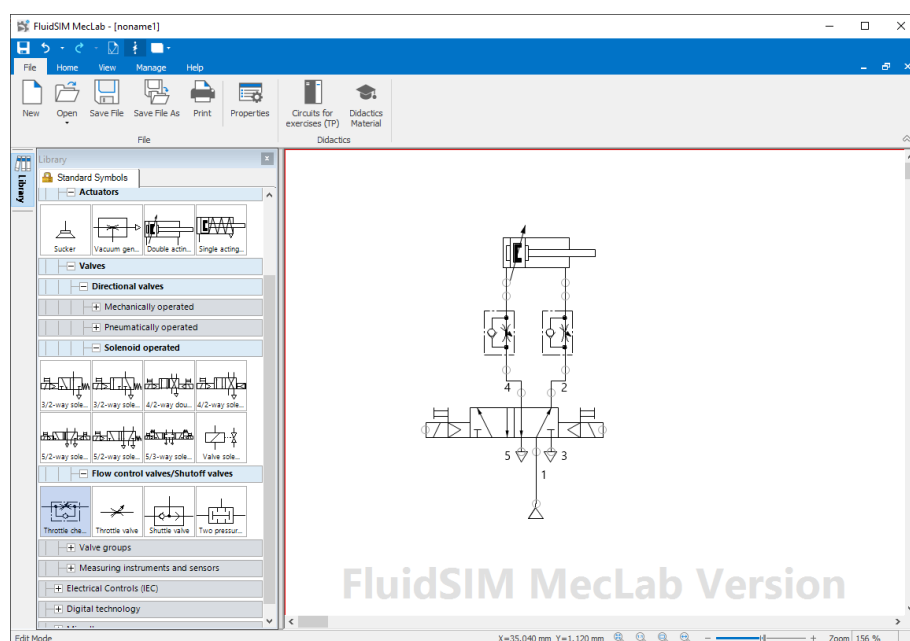 FluidSIM MecLab - [noname1]
File Home View Manage Help
New Open Save File Save File As Print Properties Circuits for exercises (TP) Didactics Material
File Didactics
Library
Library
Standard Symbols
Actuators
Sucker Vacuum gen... Double actin... Single acting...
Valves
Directional valves
Mechanically operated
Pneumatically operated
Solenoid operated
3/2-way sole... 3/2-way sole... 4/2-way dou... 4/2-way sole...
5/2-way sole... 5/2-way sole... 5/3-way sole... Valve sole...
Flow control valves/Shutoff valves
Throttle che... Throttle valve Shuttle valve Two pressur...
Valve groups
Measuring instruments and sensors
Electrical Controls (IEC)
Digital technology
4 2
5 3
1
FluidSIM MecLab Version
Edit Mode X=35.040 mm Y=1.120 mm Zoom 156 %